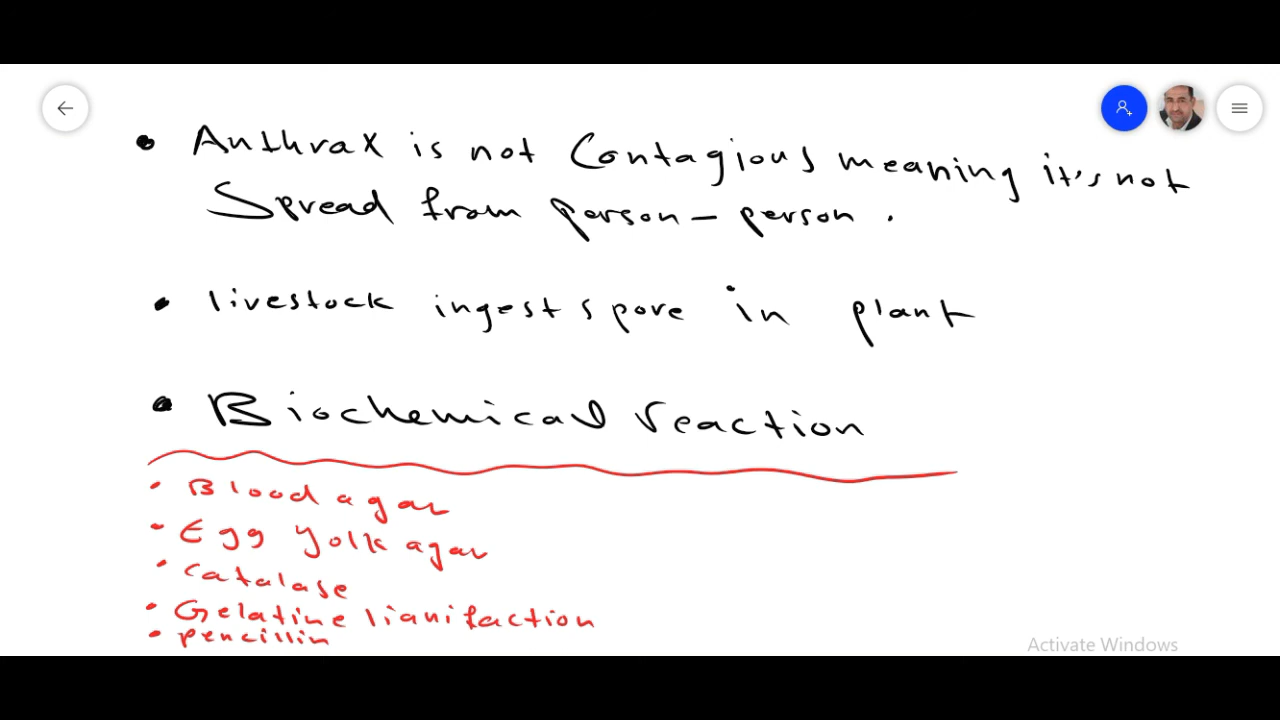 • Anthrax is not Contagious meaning it's not
Spread from person - person .
• livestock ingest spore in plant
• Biochemical reaction
• Blood agar
• Egg yolk agar
• catalase
• Gelatine lianifaction
• pencillin
Activate Windows